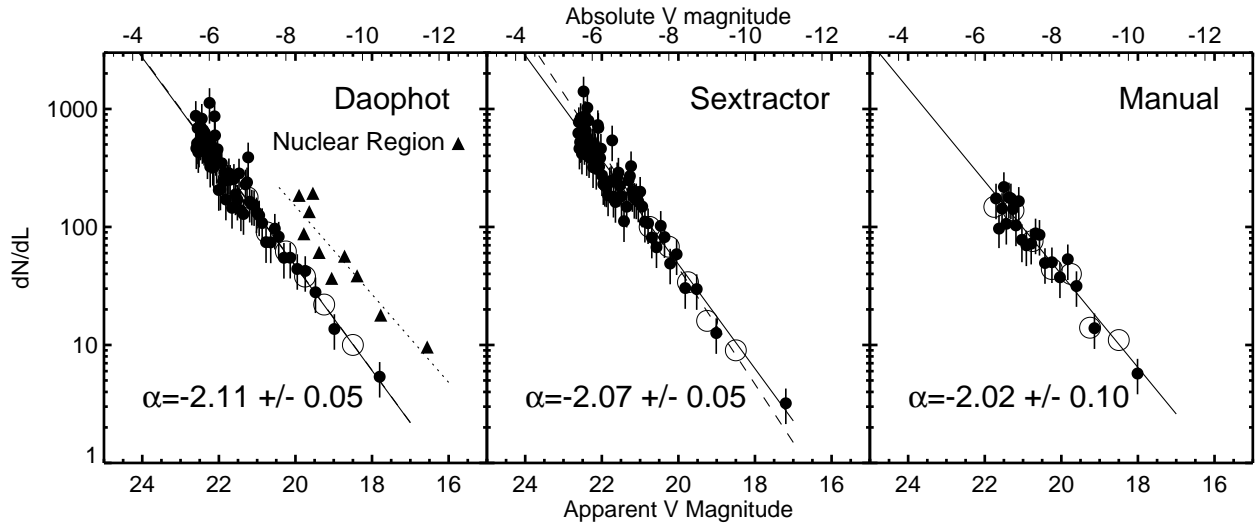 Absolute V magnitude
-4 -6 -8 -10 -12 -4 -6 -8 -10 -12 -4 -6 -8 -10 -12
Daophot
Sextractor
Manual
Nuclear Region
1000
100
10
1
dN/dL
α=-2.11 +/- 0.05
α=-2.07 +/- 0.05
α=-2.02 +/- 0.10
24 22 20 18 16 24 22 20 18 16 24 22 20 18 16
Apparent V Magnitude